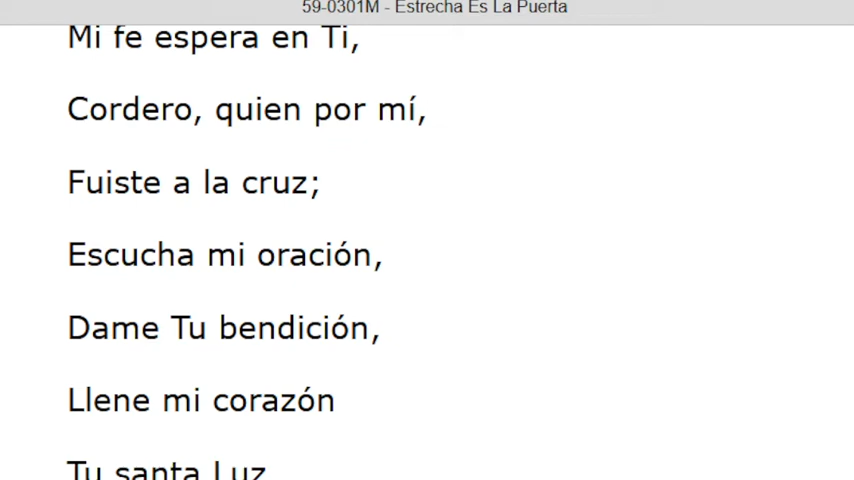 59-0301M - Estrecha Es La Puerta
Mi fe espera en Ti,
Cordero, quien por mí,
Fuiste a la cruz;
Escucha mi oración,
Dame Tu bendición,
Llene mi corazón
Tu santa Luz